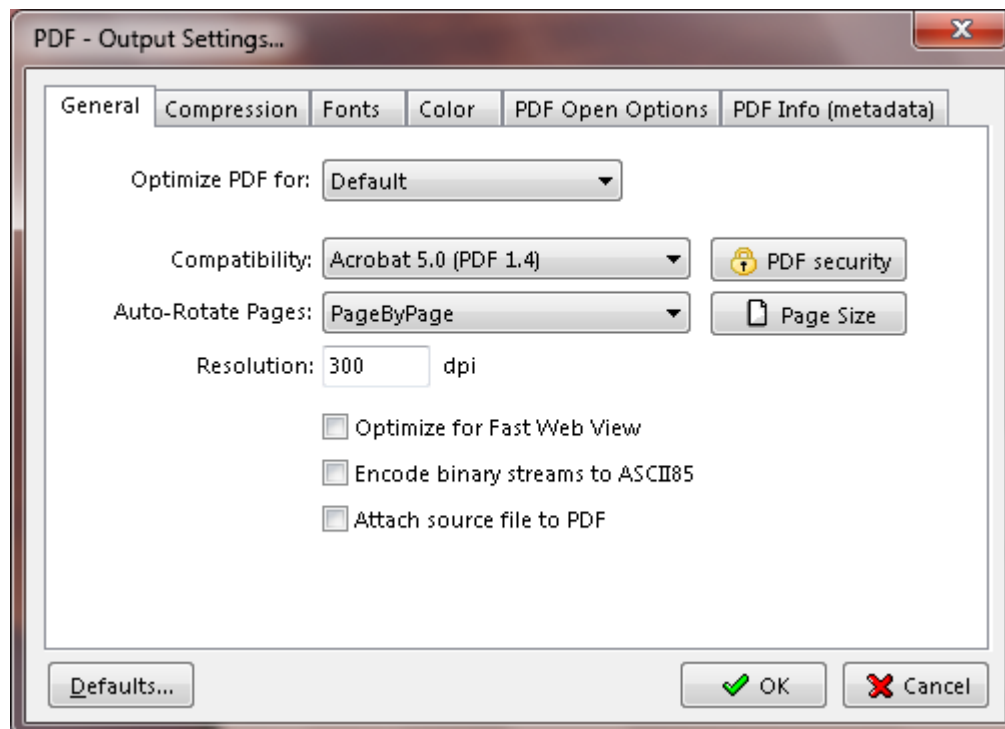 PDF - Output Settings...
General Compression Fonts Color PDF Open Options PDF Info (metadata)
Optimize PDF for: Default
Compatibility: Acrobat 5.0 (PDF 1.4) PDF security
Auto-Rotate Pages: PageByPage Page Size
Resolution: 300 dpi
Optimize for Fast Web View
Encode binary streams to ASCII85
Attach source file to PDF
Defaults... OK Cancel